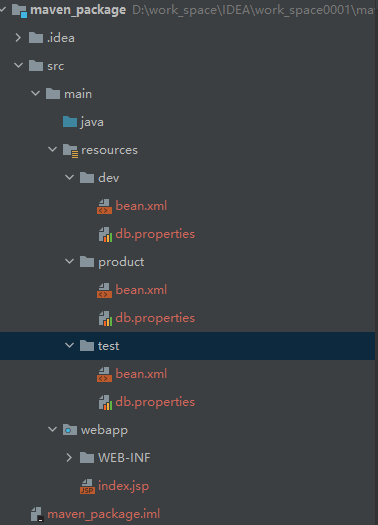 maven_package D:\work_space\IDEA\work_space0001\ma
.idea
src
main
java
resources
dev
bean.xml
db.properties
product
bean.xml
db.properties
test
bean.xml
db.properties
webapp
WEB-INF
index.jsp
maven_package.iml